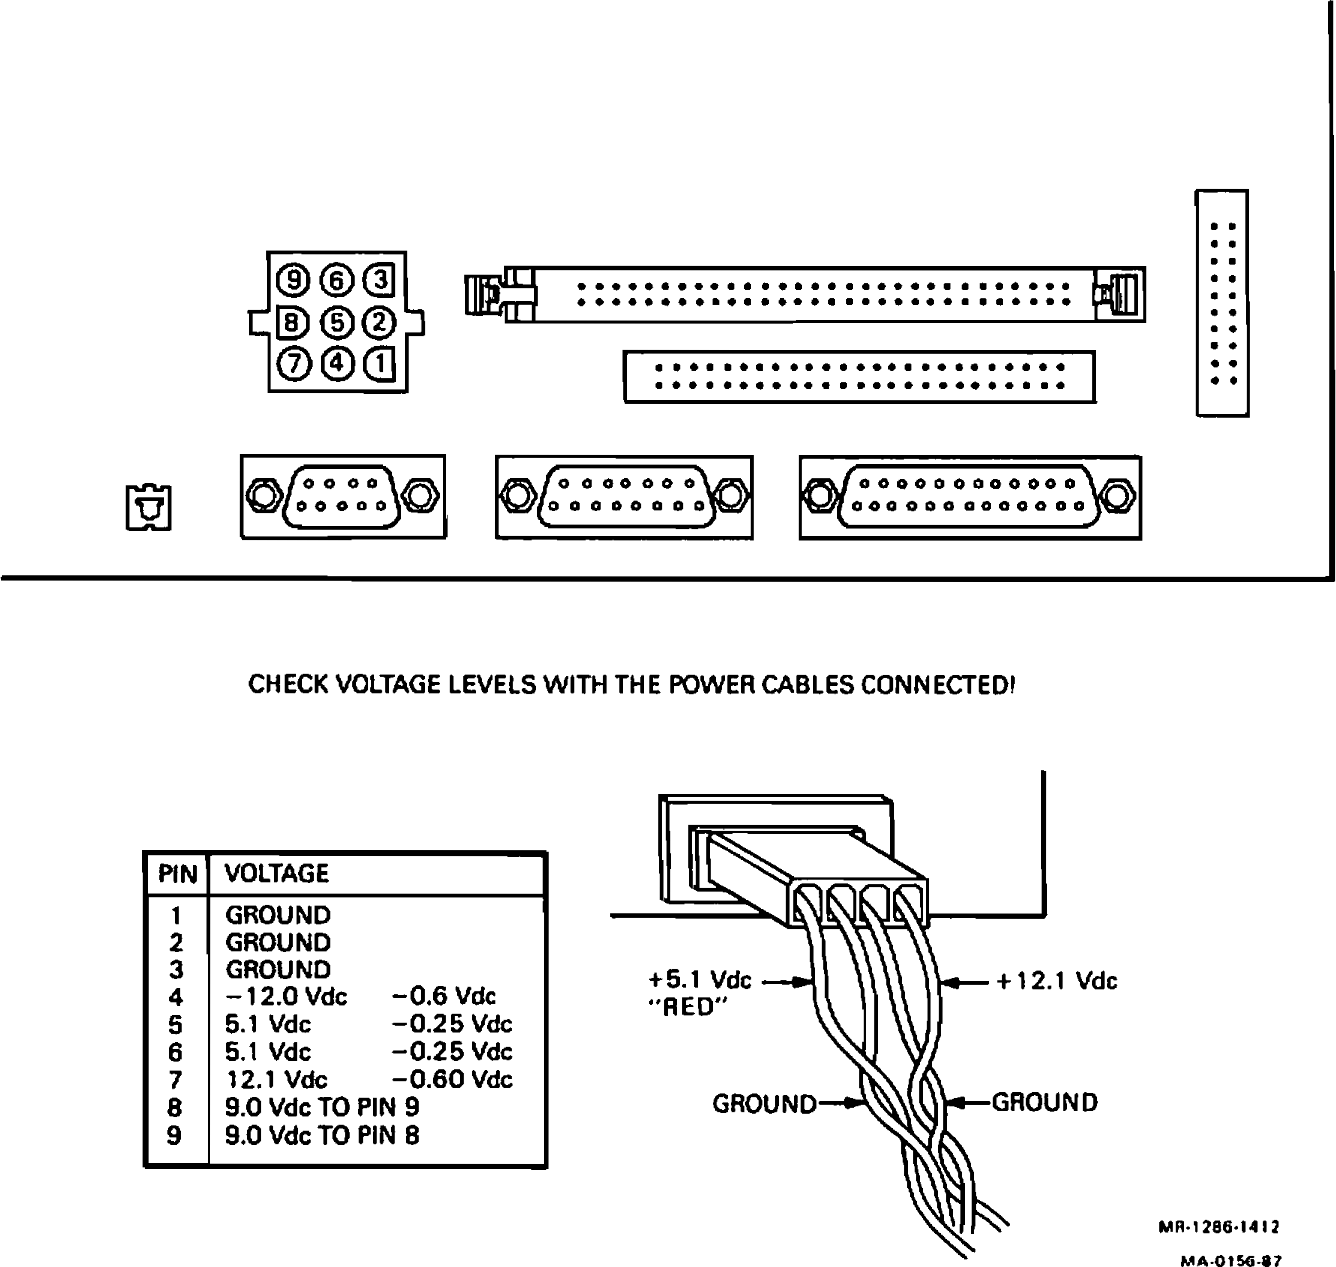 9 6 3
8 5 2
7 4 1
CHECK VOLTAGE LEVELS WITH THE POWER CABLES CONNECTED!
PIN VOLTAGE
1 GROUND
2 GROUND
3 GROUND
4 -12.0 Vdc -0.6 Vdc
5 5.1 Vdc -0.25 Vdc
6 5.1 Vdc -0.25 Vdc
7 12.1 Vdc -0.60 Vdc
8 9.0 Vdc TO PIN 9
9 9.0 Vdc TO PIN 8
+5.1 Vdc
"RED"
+12.1 Vdc
GROUND
GROUND
MR-1286-1412
MA-0156-87